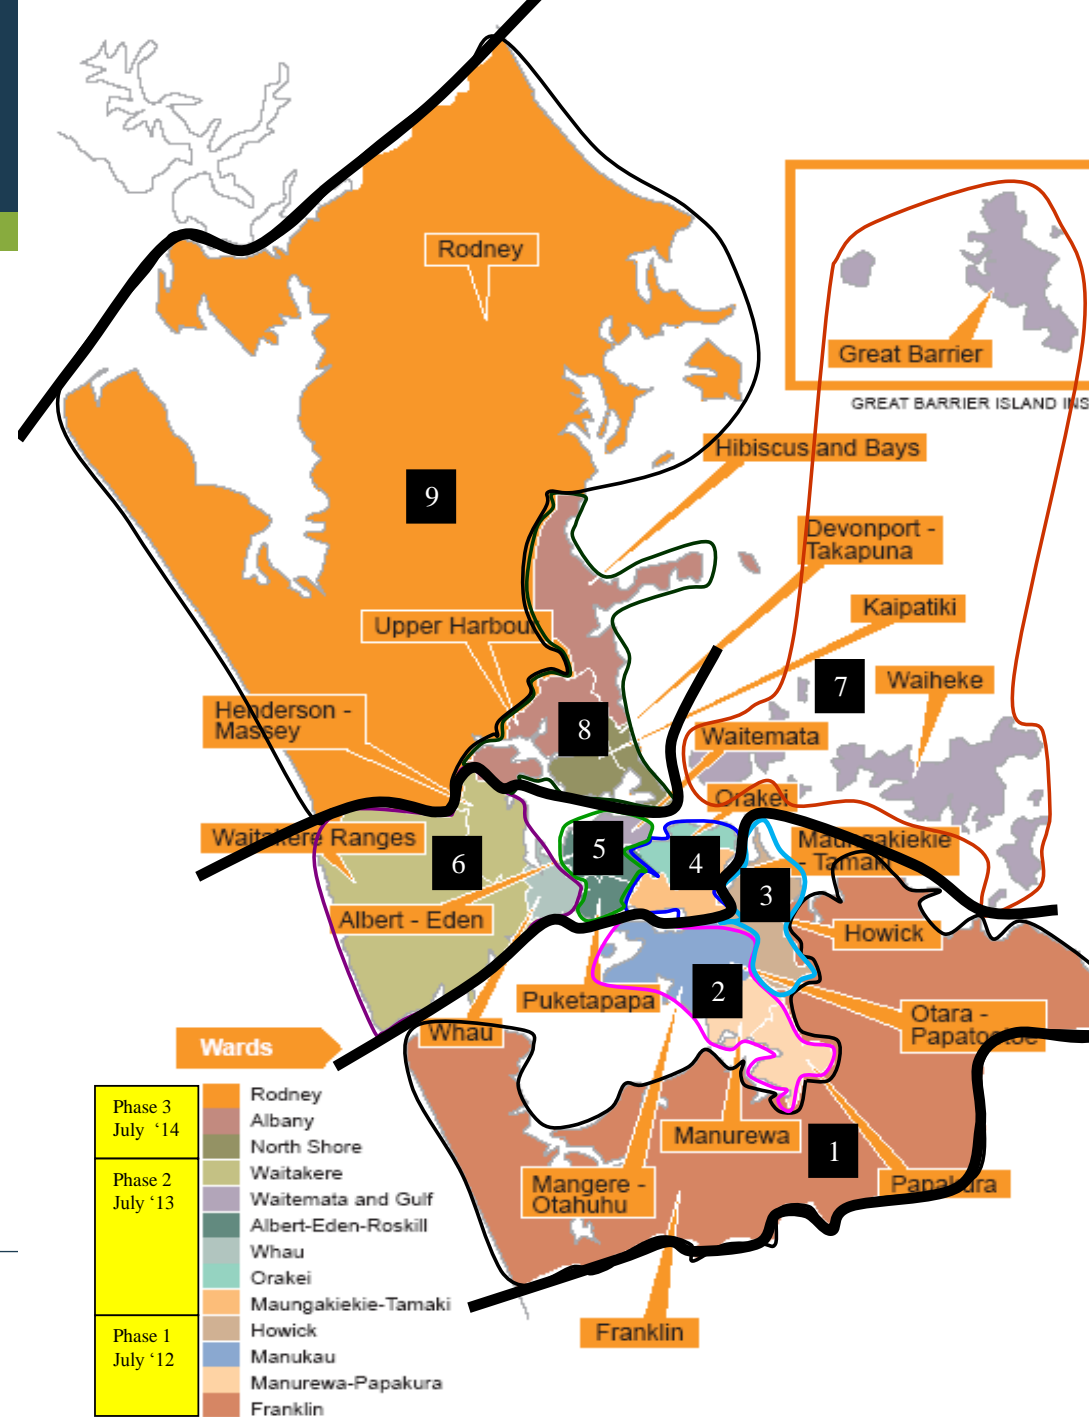 Rodney
Great Barrier
GREAT BARRIER ISLAND INS
Hibiscus and Bays
9
Devonport -
Takapuna
Kaipatiki
Upper Harbour
7
Waiheke
Henderson -
Massey
8
Waitemata
Orakei
Waitakere Ranges
6
5
4
Maungakiekie
- Tamaki
3
Albert - Eden
Howick
Puketapapa
2
Otara -
Papatoetoe
Whau
Wards
Manurewa
1
Mangere -
Otahuhu
Papakura
Franklin
Phase 3
July ‘14
Phase 2
July ‘13
Phase 1
July ‘12
Rodney
Albany
North Shore
Waitakere
Waitemata and Gulf
Albert-Eden-Roskill
Whau
Orakei
Maungakiekie-Tamaki
Howick
Manukau
Manurewa-Papakura
Franklin